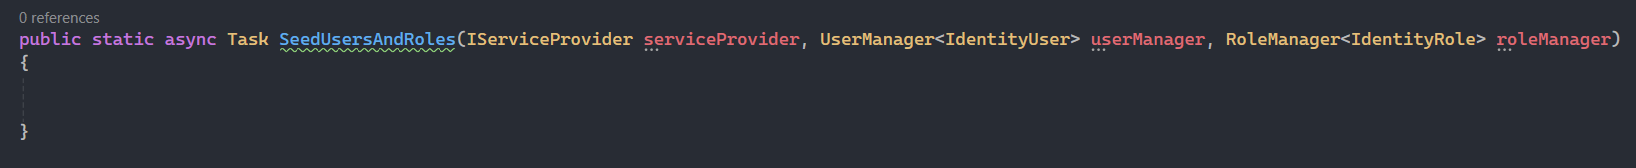 0 references
public static async Task SeedUsersAndRoles(IServiceProvider serviceProvider, UserManager<IdentityUser> userManager, RoleManager<IdentityRole> roleManager)
{
}